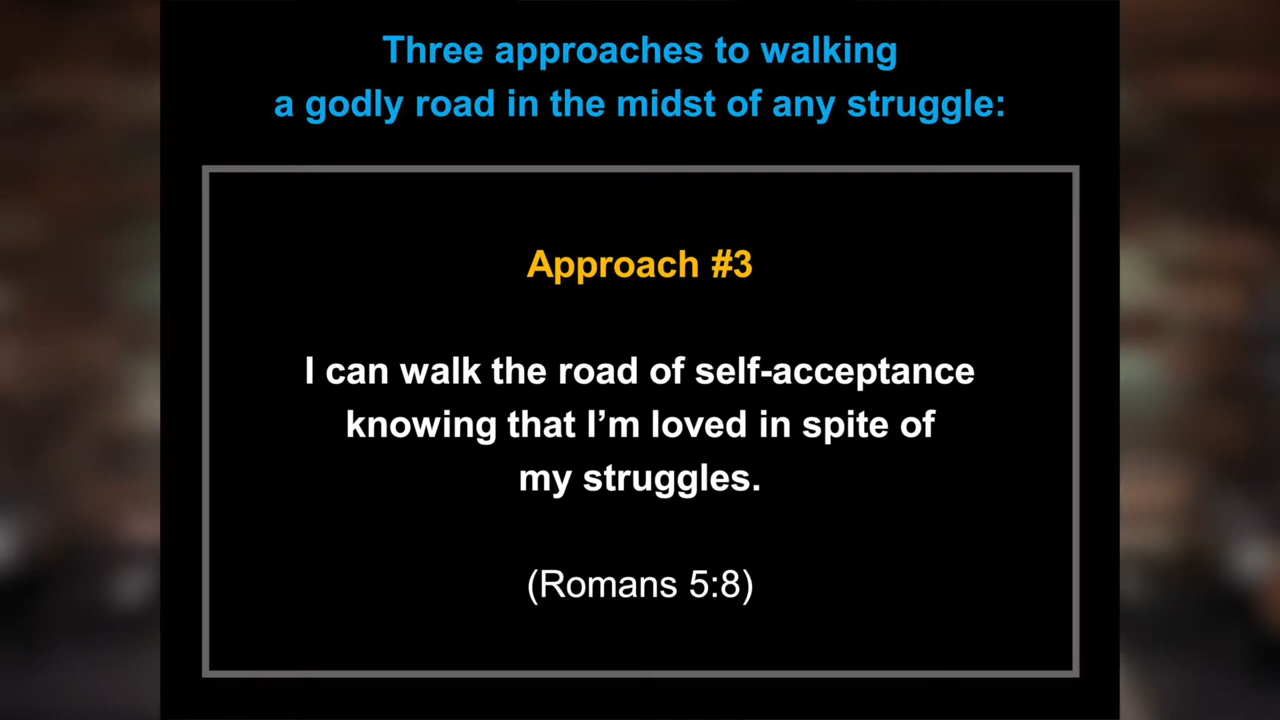 Three approaches to walking
a godly road in the midst of any struggle:
Approach #3
I can walk the road of self-acceptance
knowing that I’m loved in spite of
my struggles.
(Romans 5:8)